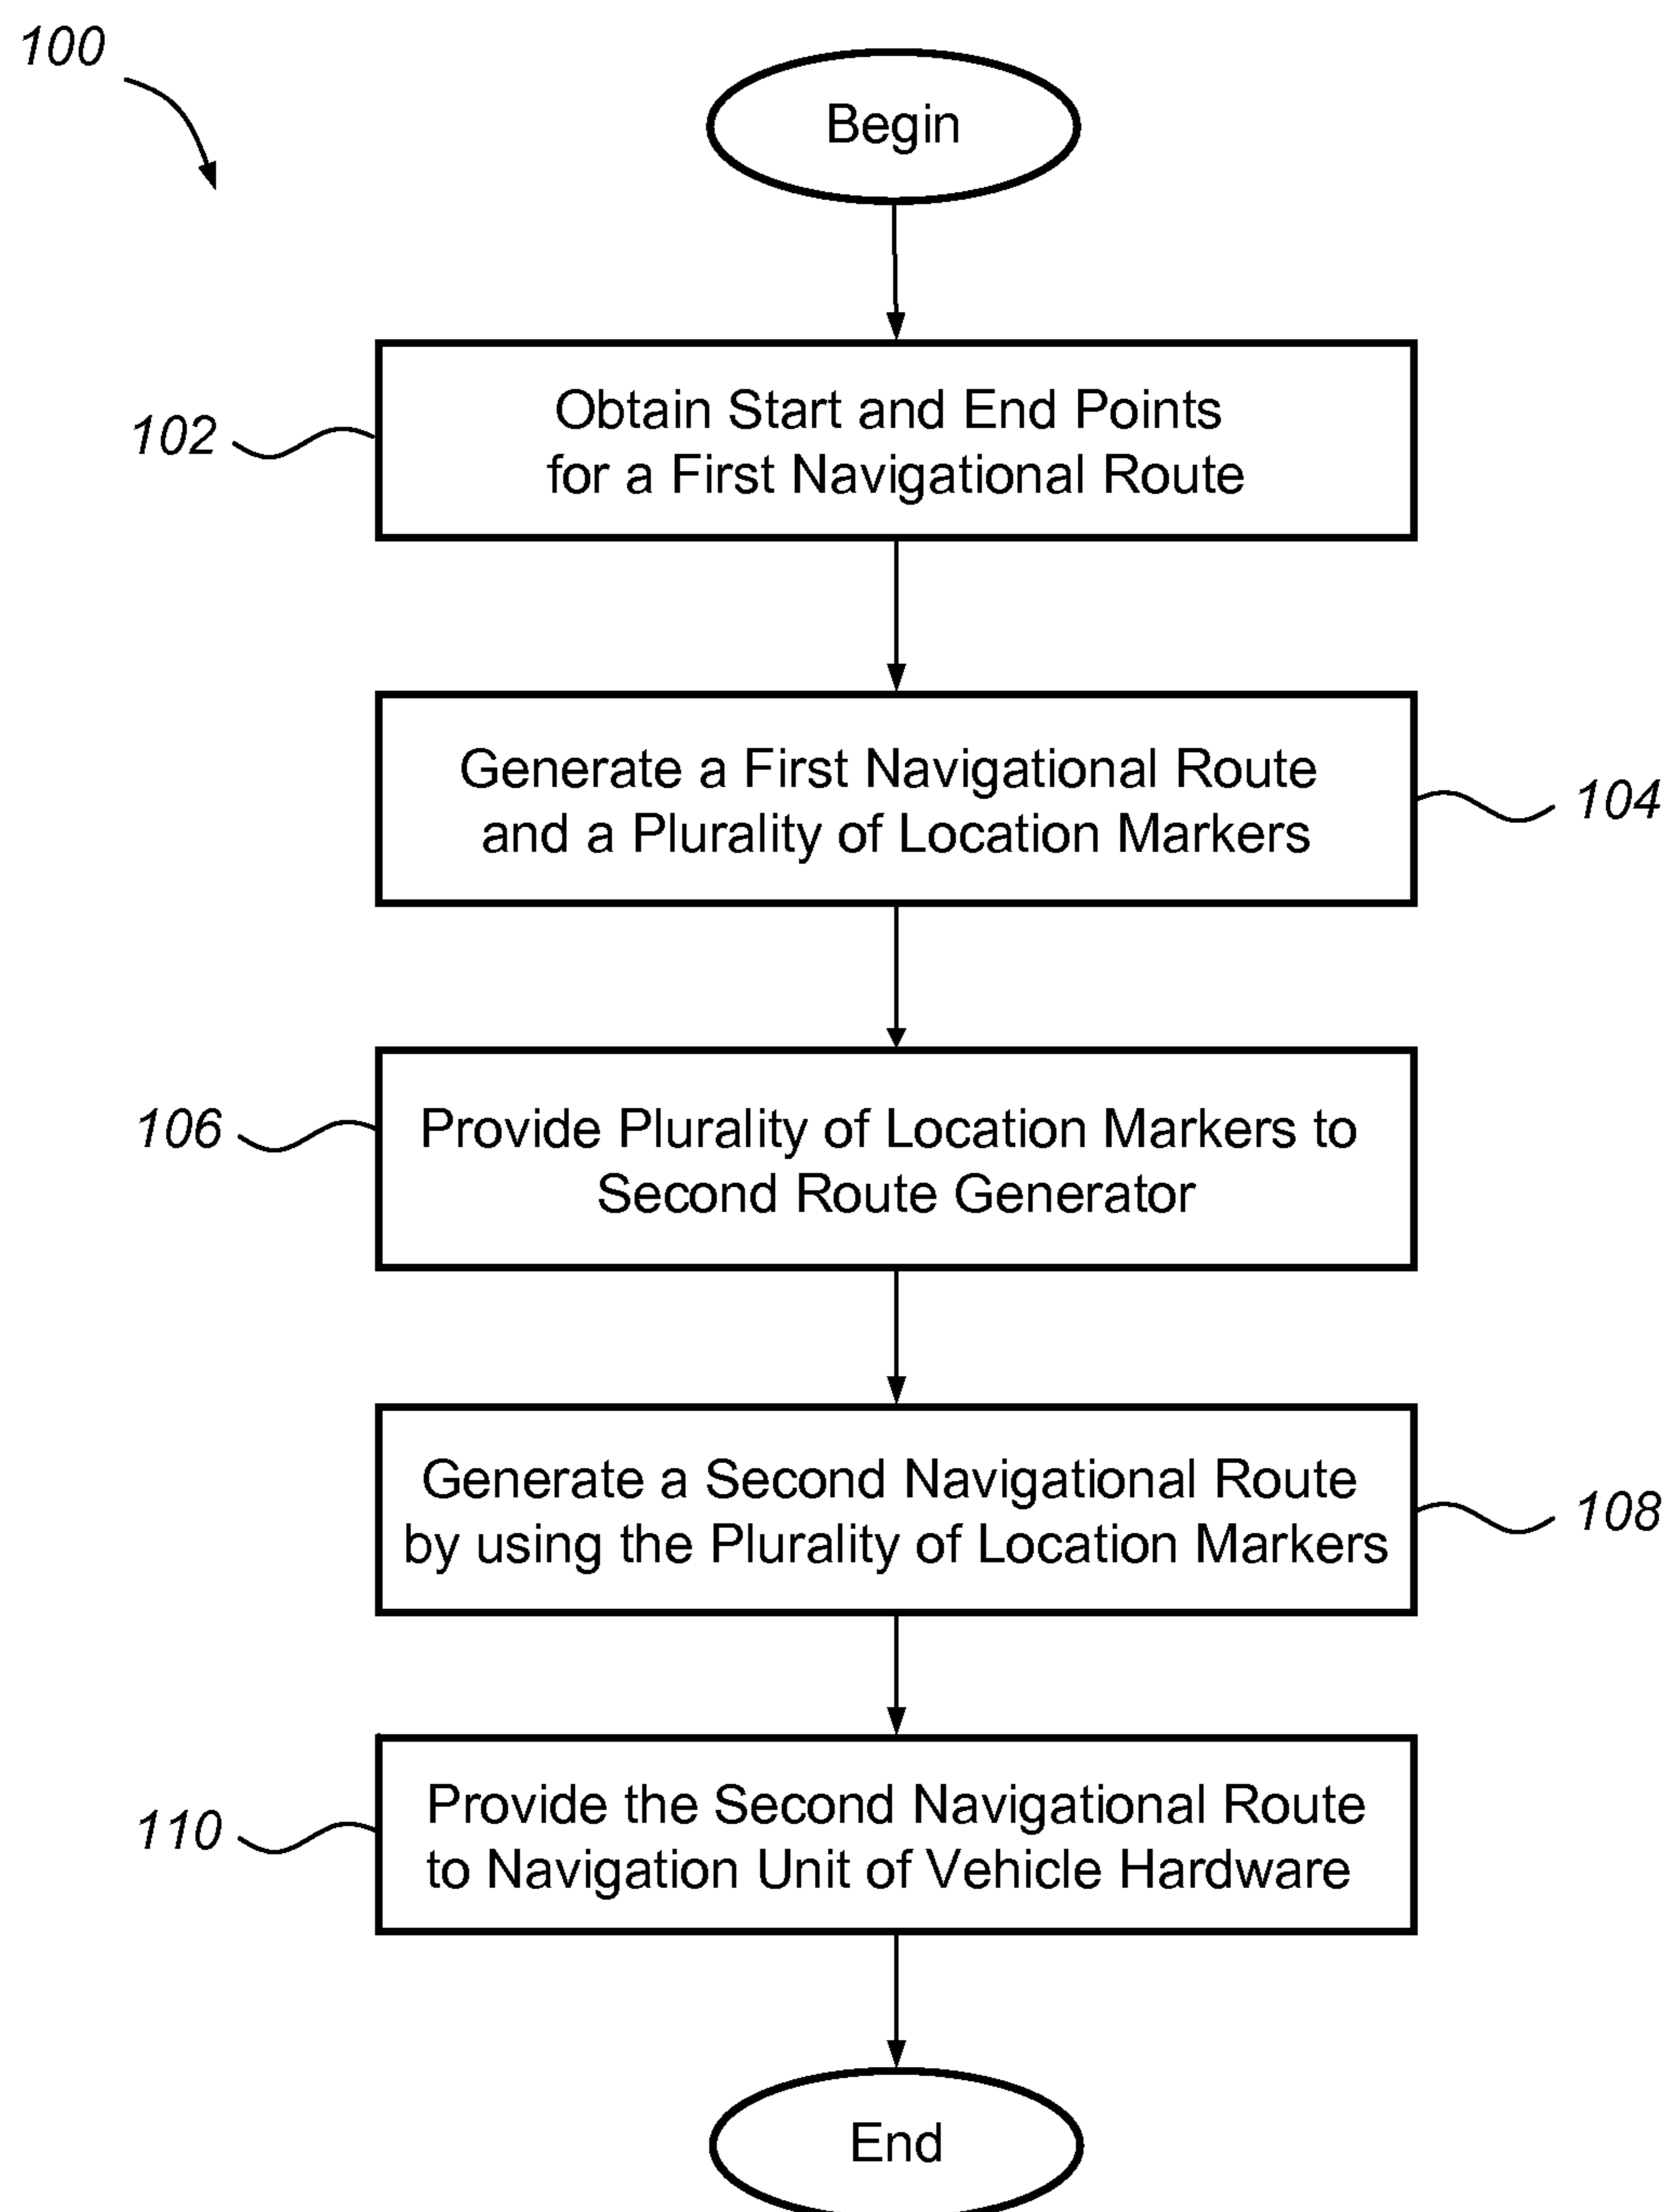 100
Begin
102
Obtain Start and End Points
for a First Navigational Route
Generate a First Navigational Route
and a Plurality of Location Markers
104
106
Provide Plurality of Location Markers to
Second Route Generator
Generate a Second Navigational Route
by using the Plurality of Location Markers
108
110
Provide the Second Navigational Route
to Navigation Unit of Vehicle Hardware
End